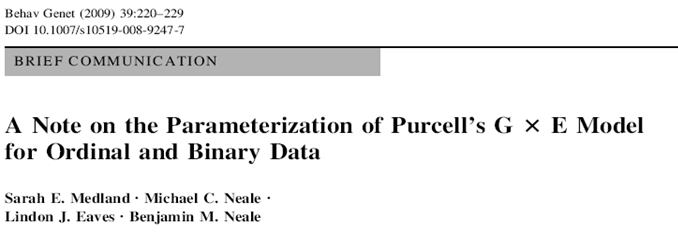 Behav Genet (2009) 39:220–229
DOI 10.1007/s10519-008-9247-7
BRIEF COMMUNICATION
A Note on the Parameterization of Purcell's G × E Model
for Ordinal and Binary Data
Sarah E. Medland · Michael C. Neale ·
Lindon J. Eaves · Benjamin M. Neale